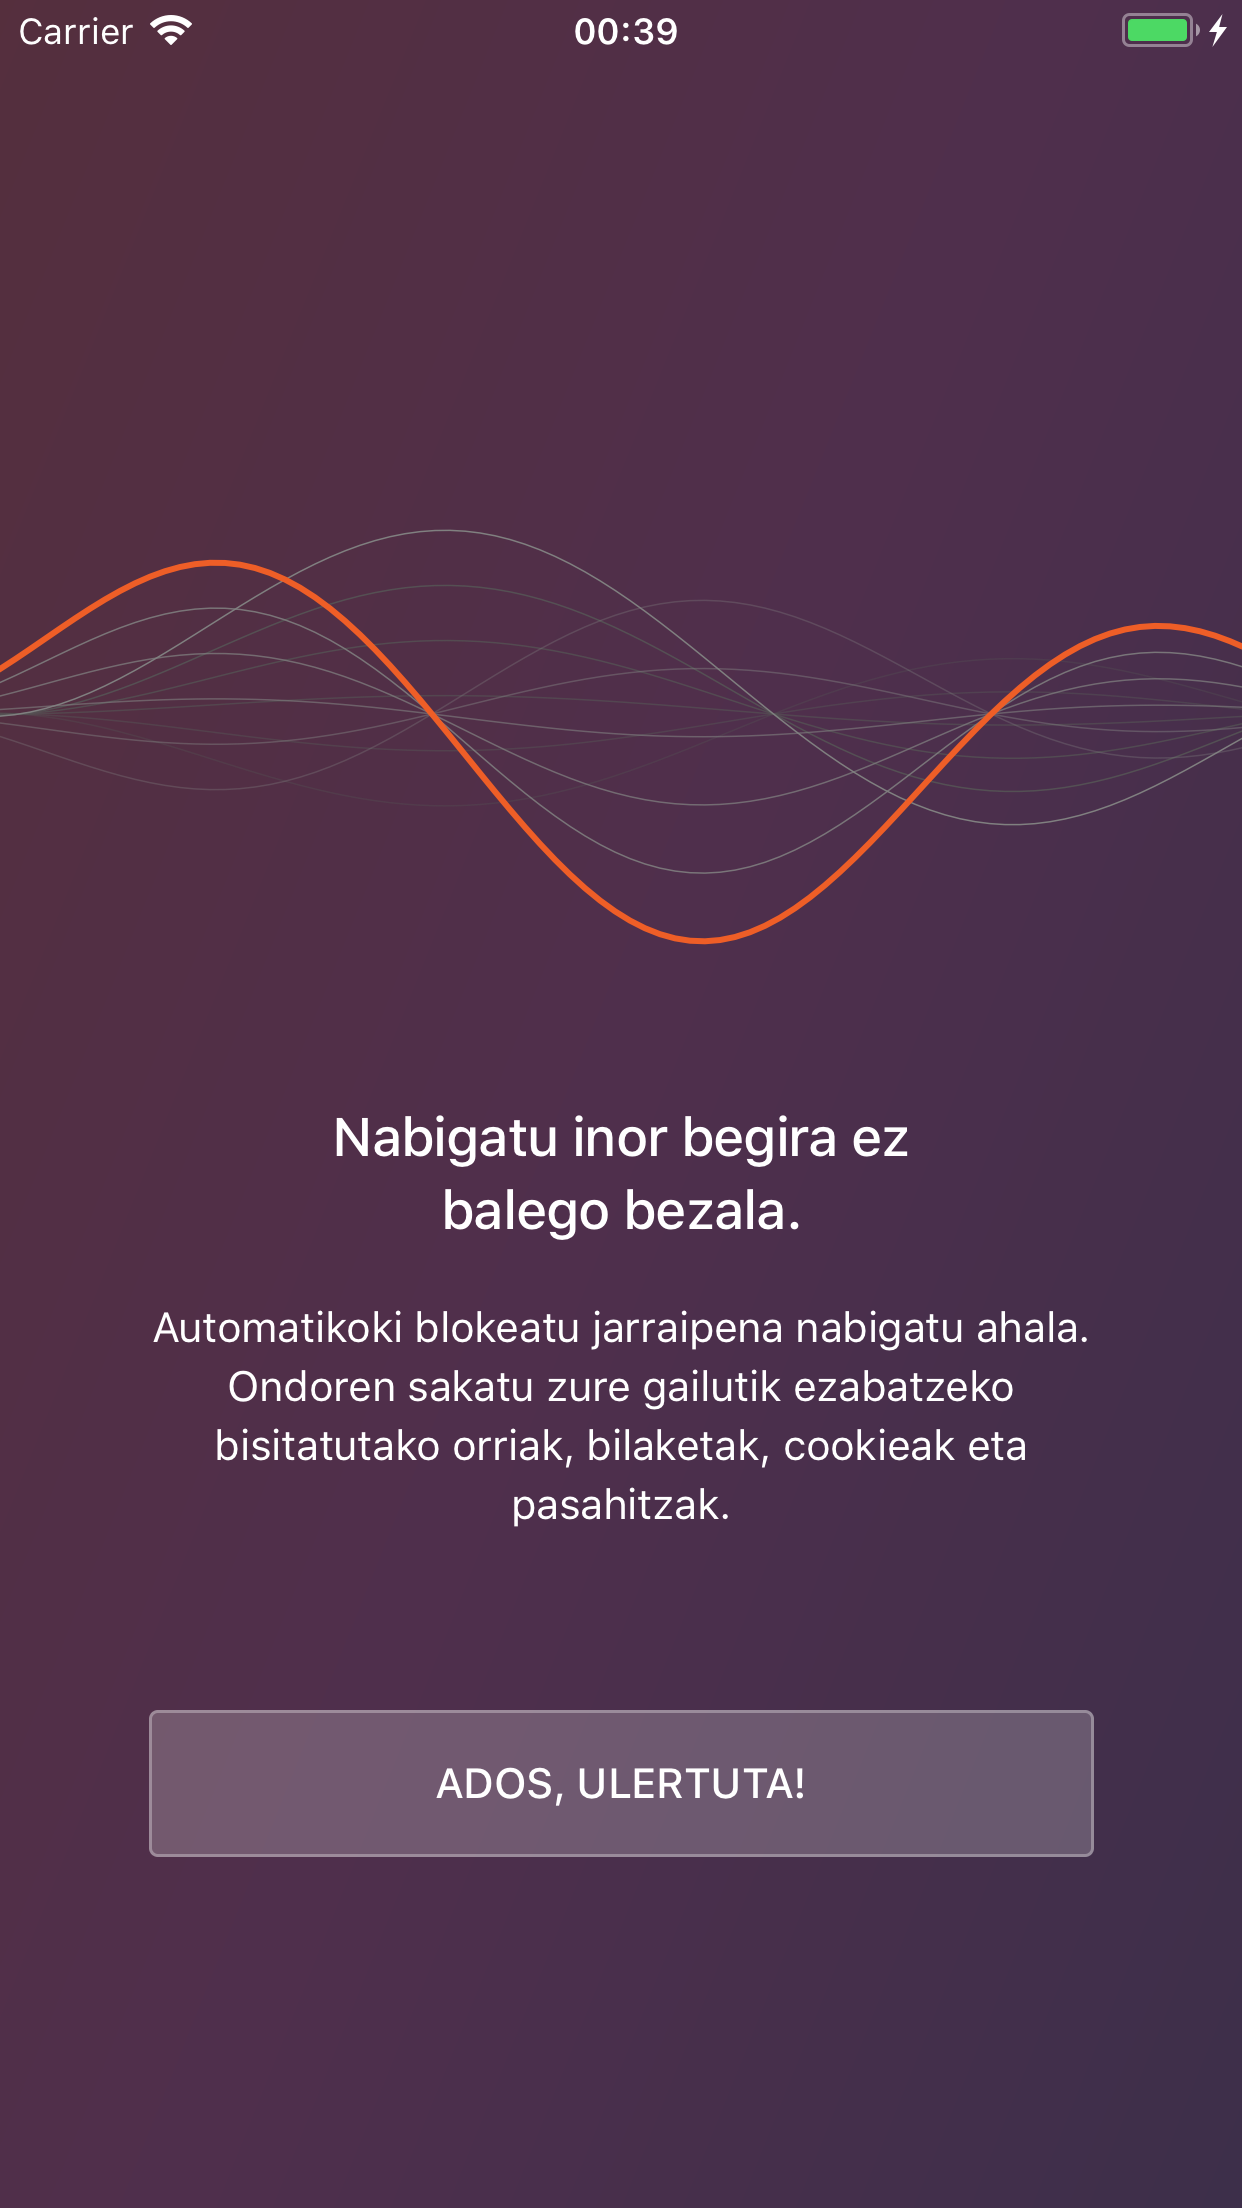 Carrier
00:39
Nabigatu inor begira ez
balego bezala.
Automatikoki blokeatu jarraipena nabigatu ahala.
Ondoren sakatu zure gailutik ezabatzeko
bisitatutako orriak, bilaketak, cookieak eta
pasahitzak.
ADOS, ULERTUTA!